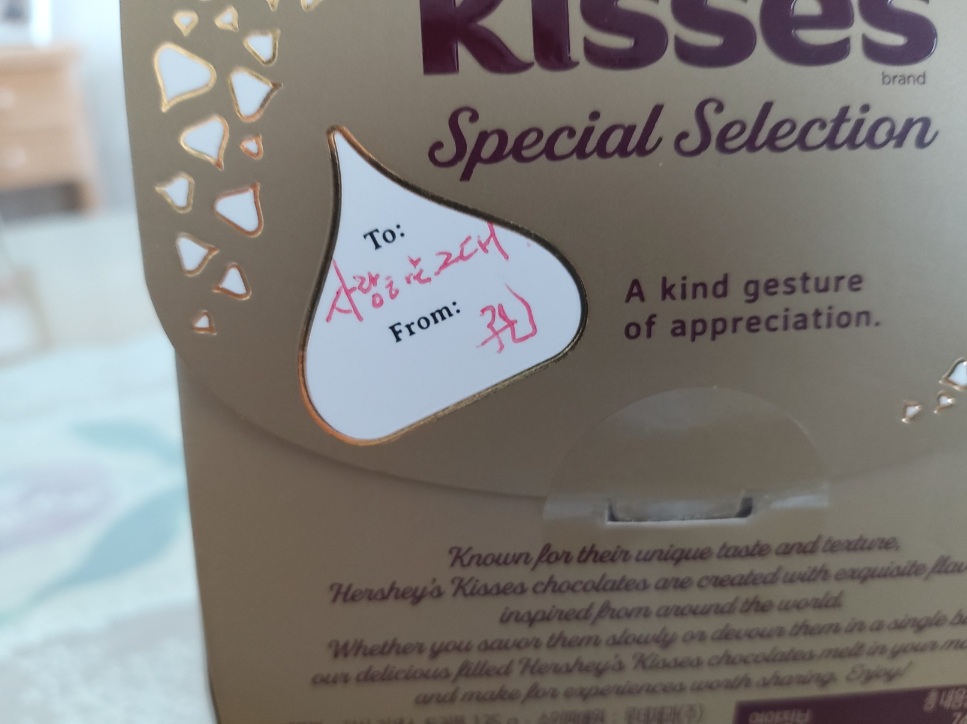 Kisses
brand
Special Selection
To:
사랑하는 그대
From:
A kind gesture
of appreciation.
Known for their unique taste and texture,
Hershey's Kisses chocolates are created with exquisite
inspired from around the world.
Whether you savor them slowly or devour them in a single
our delicious filled Hershey's Kisses chocolates melt in your
and make for experiences worth sharing. Enjoy!